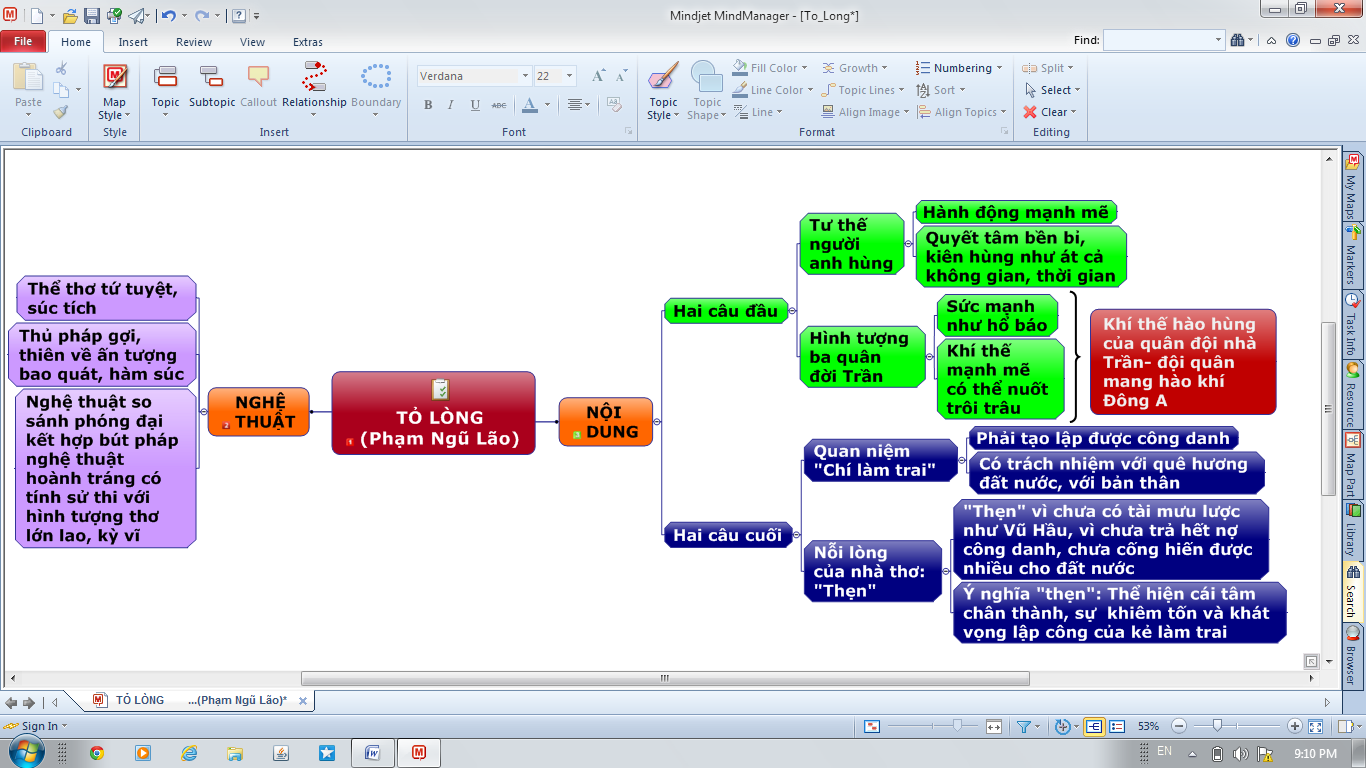 Mindjet MindManager - [To_Long*]
File Home Insert Review View Extras Find:
Paste
Map Style
Topic Subtopic Callout Relationship Boundary
Verdana 22
B I U ABC A
Topic Style
Topic Shape
Fill Color Growth Numbering
Line Color Topic Lines Sort
Line Align Image Align Topics
Split
Select
Clear
Clipboard Style Insert Font Format Editing
Thể thơ tứ tuyệt,
súc tích
Thủ pháp gợi,
thiên về ấn tượng
bao quát, hàm súc
Nghệ thuật so
sánh phóng đại
kết hợp bút pháp
nghệ thuật
hoành tráng có
tính sử thi với
hình tượng thơ
lớn lao, kỳ vĩ
NGHỆ
THUẬT
TỎ LÒNG
(Phạm Ngũ Lão)
NỘI
DUNG
Hai câu đầu
Tư thế
người
anh hùng
Hành động mạnh mẽ
Quyết tâm bền bỉ,
kiên hùng như át cả
không gian, thời gian
Hình tượng
ba quân
đời Trần
Sức mạnh
như hổ báo
Khí thế
mạnh mẽ
có thể nuốt
trôi trâu
Khí thế hào hùng
của quân đội nhà
Trần- đội quân
mang hào khí
Đông A
Hai câu cuối
Quan niệm
"Chí làm trai"
Phải tạo lập được công danh
Có trách nhiệm với quê hương
đất nước, với bản thân
Nỗi lòng
của nhà thơ:
"Thẹn"
"Thẹn" vì chưa có tài mưu lược
như Vũ Hầu, vì chưa trả hết nợ
công danh, chưa cống hiến được
nhiều cho đất nước
Ý nghĩa "thẹn": Thể hiện cái tâm
chân thành, sự  khiêm tốn và khát
vọng lập công của kẻ làm trai
My Maps
Markers
Task Info
Resource
Map Part
Library
Search
Browser
TỎ LÒNG ...(Phạm Ngũ Lão)*
Sign In
53%
EN
9:10 PM